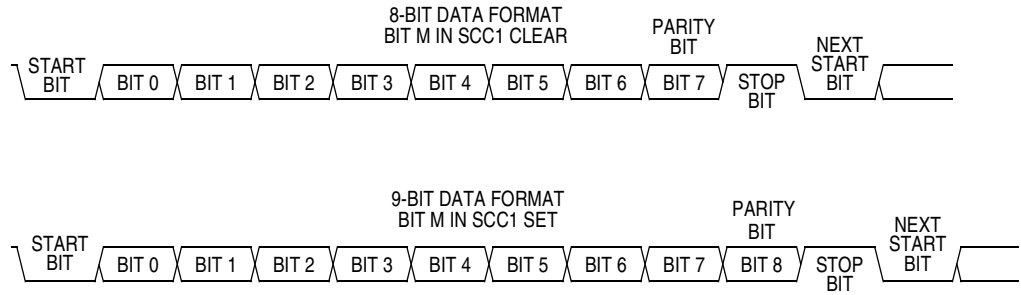 8-BIT DATA FORMAT
BIT M IN SCC1 CLEAR
PARITY
BIT
NEXT
START
BIT
START
BIT
BIT 0
BIT 1
BIT 2
BIT 3
BIT 4
BIT 5
BIT 6
BIT 7
STOP
BIT
9-BIT DATA FORMAT
BIT M IN SCC1 SET
PARITY
BIT
NEXT
START
BIT
START
BIT
BIT 0
BIT 1
BIT 2
BIT 3
BIT 4
BIT 5
BIT 6
BIT 7
BIT 8
STOP
BIT